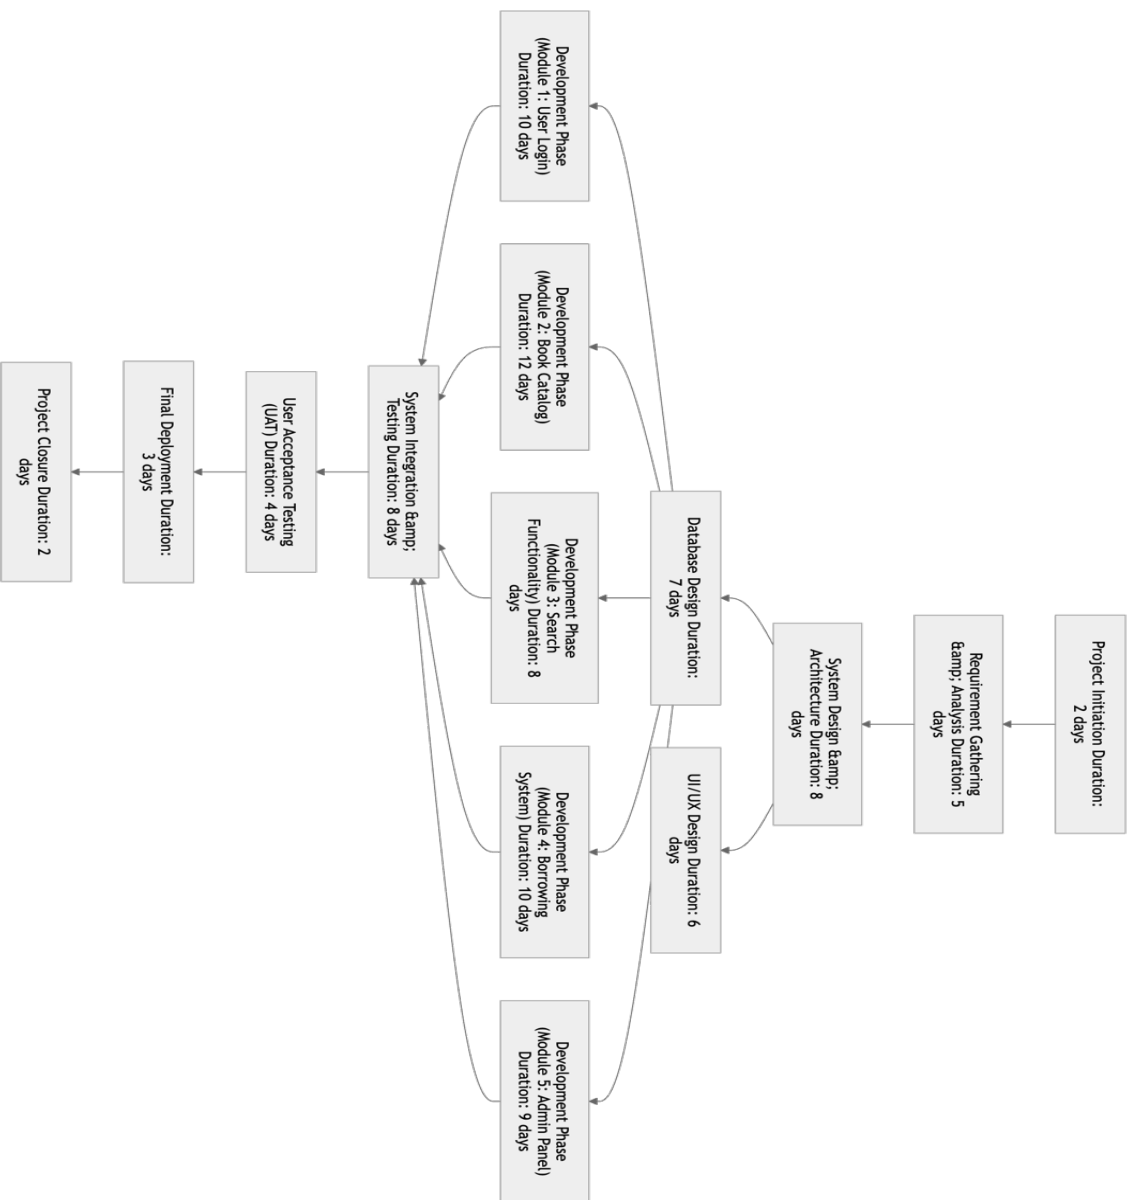 Project Initiation Duration:
2 days
Requirement Gathering
&amp; Analysis Duration: 5
days
System Design &amp;
Architecture Duration: 8
days
Database Design Duration:
7 days
UI/UX Design Duration: 6
days
Development Phase
(Module 1: User Login)
Duration: 10 days
Development Phase
(Module 2: Book Catalog)
Duration: 12 days
Development Phase
(Module 3: Search
Functionality) Duration: 8
days
Development Phase
(Module 4: Borrowing
System) Duration: 10 days
Development Phase
(Module 5: Admin Panel)
Duration: 9 days
System Integration &amp;
Testing Duration: 8 days
User Acceptance Testing
(UAT) Duration: 4 days
Final Deployment Duration:
3 days
Project Closure Duration: 2
days